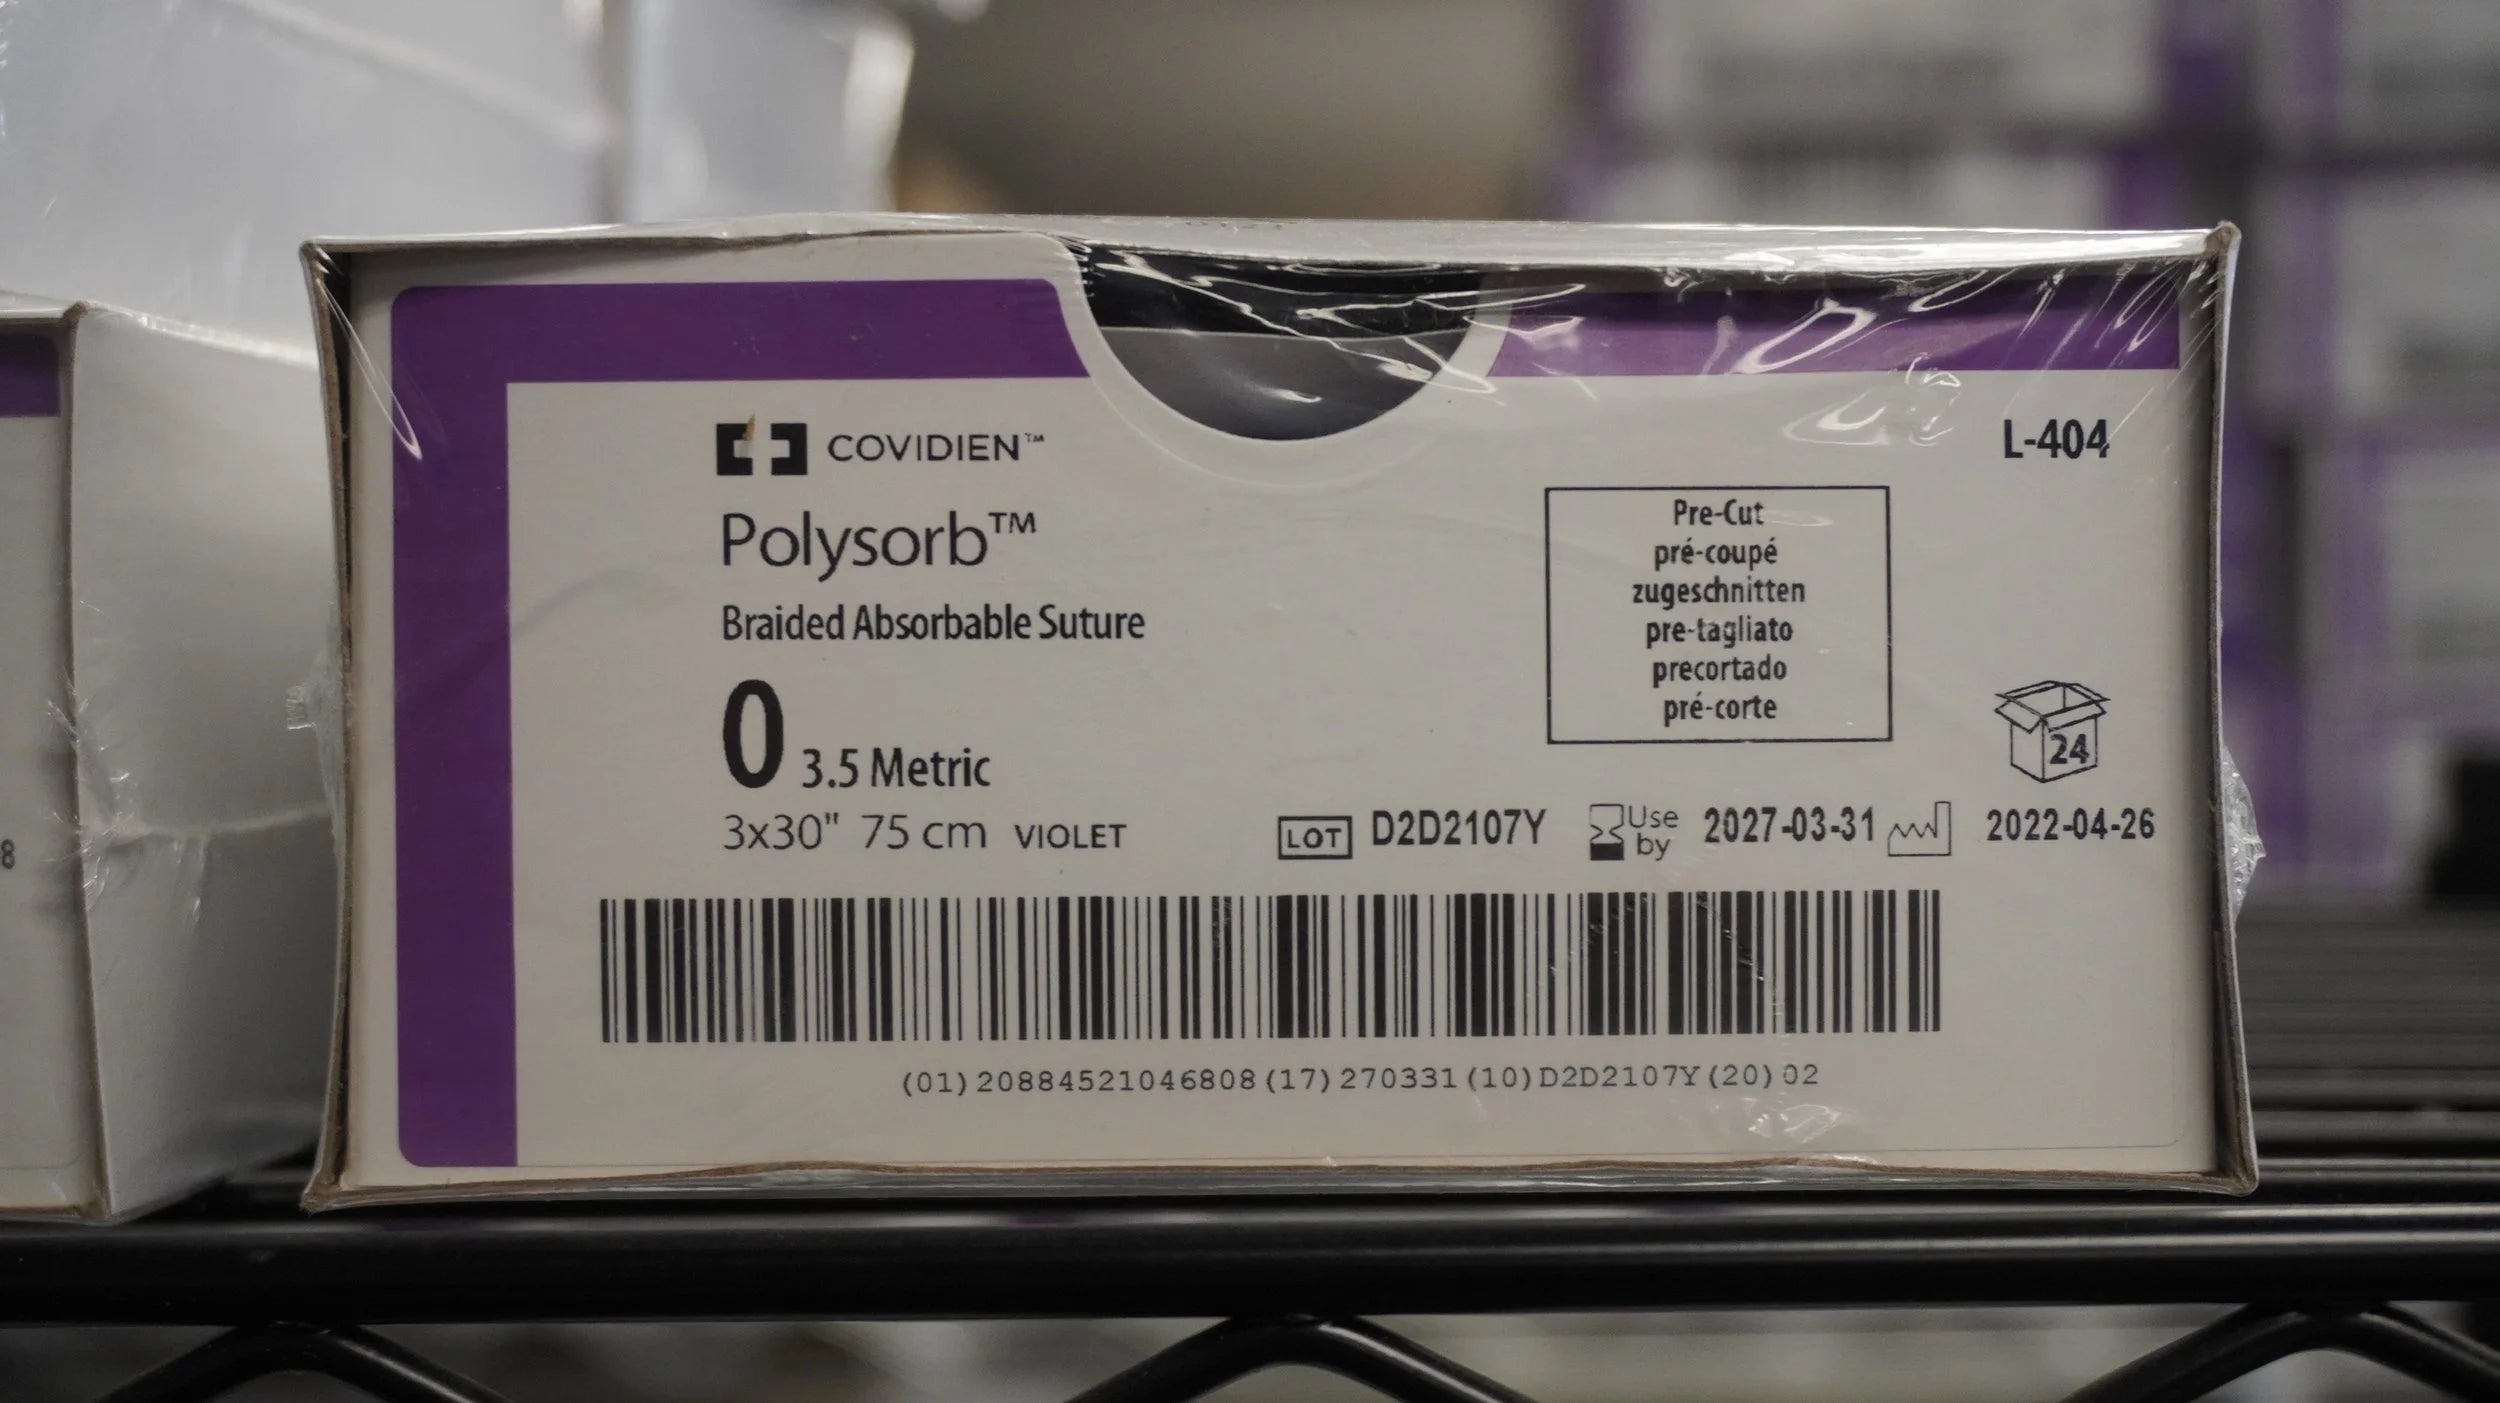 COVIDIEN™
L-404
Polysorb™
Braided Absorbable Suture
0 3.5 Metric
3x30" 75 cm VIOLET
Pre-Cut
pré-coupé
zugeschnitten
pre-tagliato
precortado
pré-corte
24
LOT D2D2107Y Use by 2027-03-31 2022-04-26
(01)20884521046808(17)270331(10)D2D2107Y(20)02
8